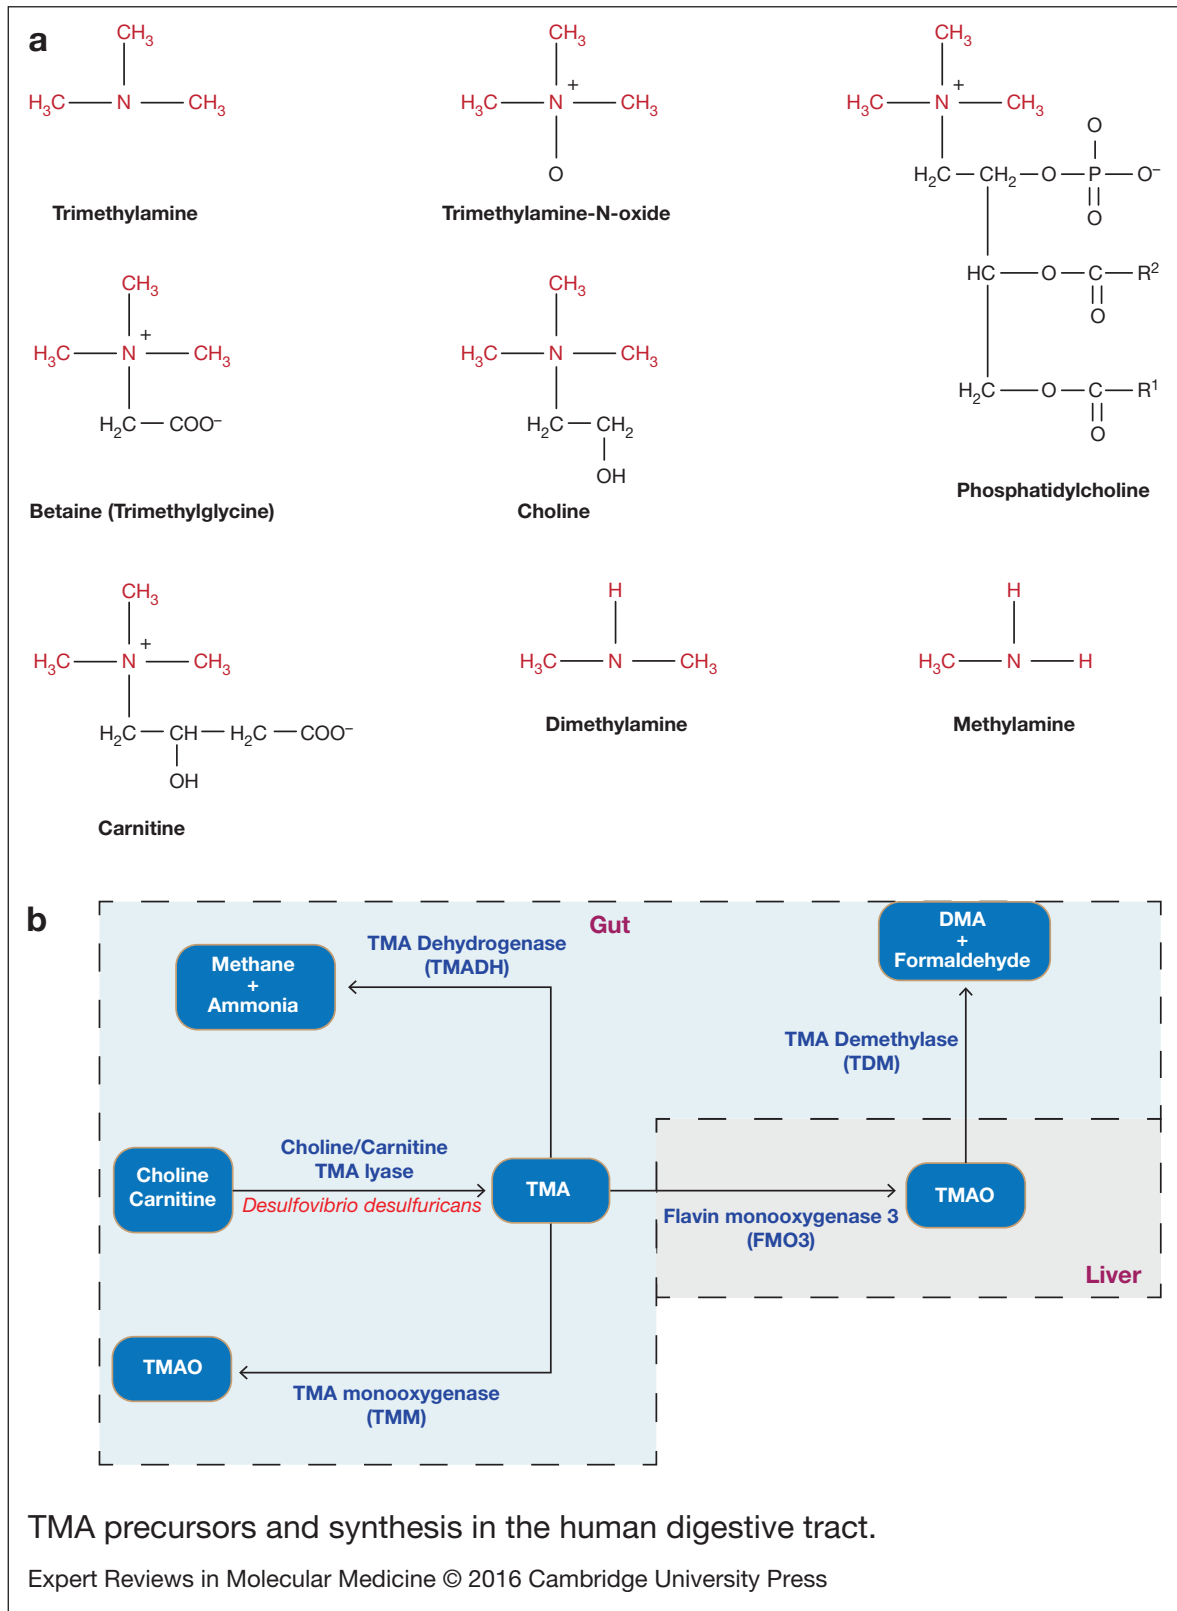 a
CH₃
H₃C — N — CH₃
Trimethylamine
CH₃
+
H₃C — N — CH₃
O
Trimethylamine-N-oxide
CH₃
+
H₃C — N — CH₃
O
H₂C — CH₂ — O — P — O⁻
O
HC — O — C — R²
O
H₂C — O — C — R¹
O
Phosphatidylcholine
CH₃
+
H₃C — N — CH₃
H₂C — COO⁻
Betaine (Trimethylglycine)
CH₃
H₃C — N — CH₃
H₂C — CH₂
OH
Choline
CH₃
+
H₃C — N — CH₃
H₂C — CH — H₂C — COO⁻
OH
Carnitine
H
H₃C — N — CH₃
Dimethylamine
H
H₃C — N — H
Methylamine
b
Gut
Methane
+
Ammonia
TMA Dehydrogenase
(TMADH)
DMA
+
Formaldehyde
TMA Demethylase
(TDM)
Choline
Carnitine
Choline/Carnitine
TMA lyase
Desulfovibrio desulfuricans
TMA
Flavin monooxygenase 3
(FMO3)
TMAO
Liver
TMAO
TMA monooxygenase
(TMM)
TMA precursors and synthesis in the human digestive tract.
Expert Reviews in Molecular Medicine © 2016 Cambridge University Press